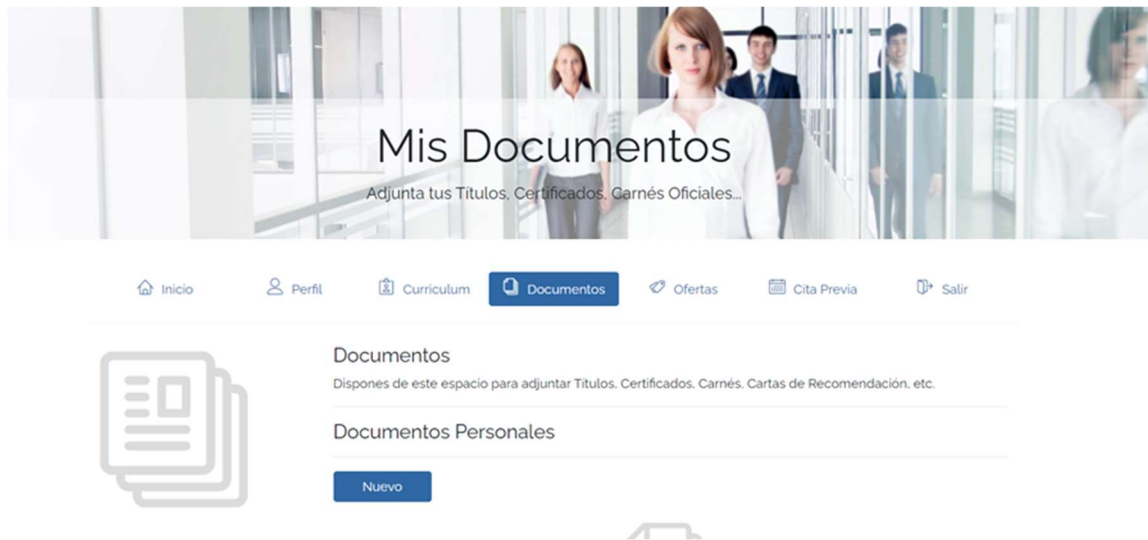 Mis Documentos
Adjunta tus Títulos, Certificados, Carnés Oficiales...
Inicio
Perfil
Curriculum
Documentos
Ofertas
Cita Previa
Salir
Documentos
Dispones de este espacio para adjuntar Títulos, Certificados, Carnés, Cartas de Recomendación, etc.
Documentos Personales
Nuevo